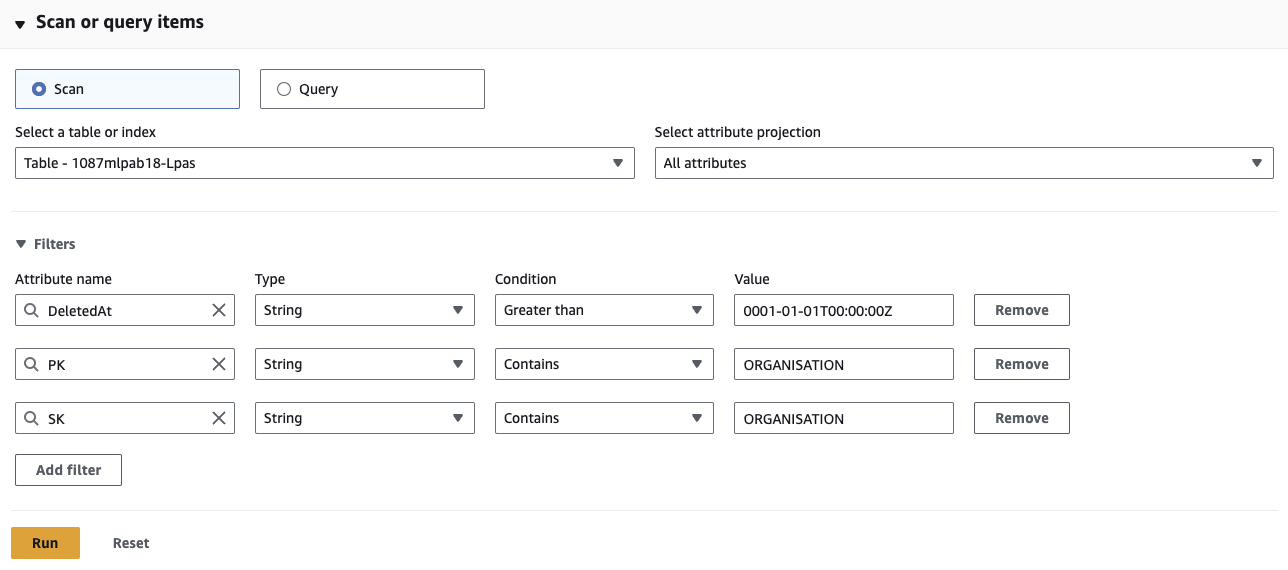 Scan or query items
Scan Query
Select a table or index Select attribute projection
Table - 1087mlpab18-Lpas All attributes
Filters
Attribute name Type Condition Value
DeletedAt String Greater than 0001-01-01T00:00:00Z Remove
PK String Contains ORGANISATION Remove
SK String Contains ORGANISATION Remove
Add filter
Run Reset